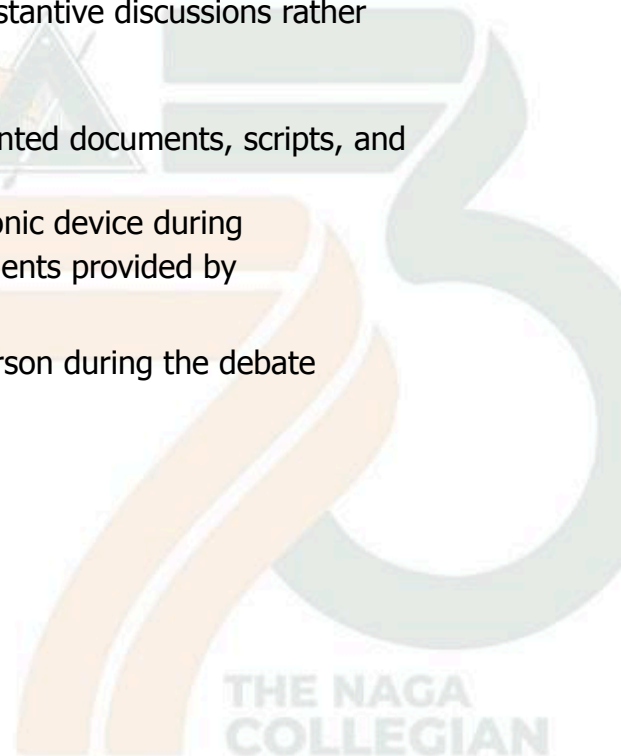 stantive discussions rather
nted documents, scripts, and
onic device during
ents provided by
rson during the debate
THE NAGA
COLLEGIAN